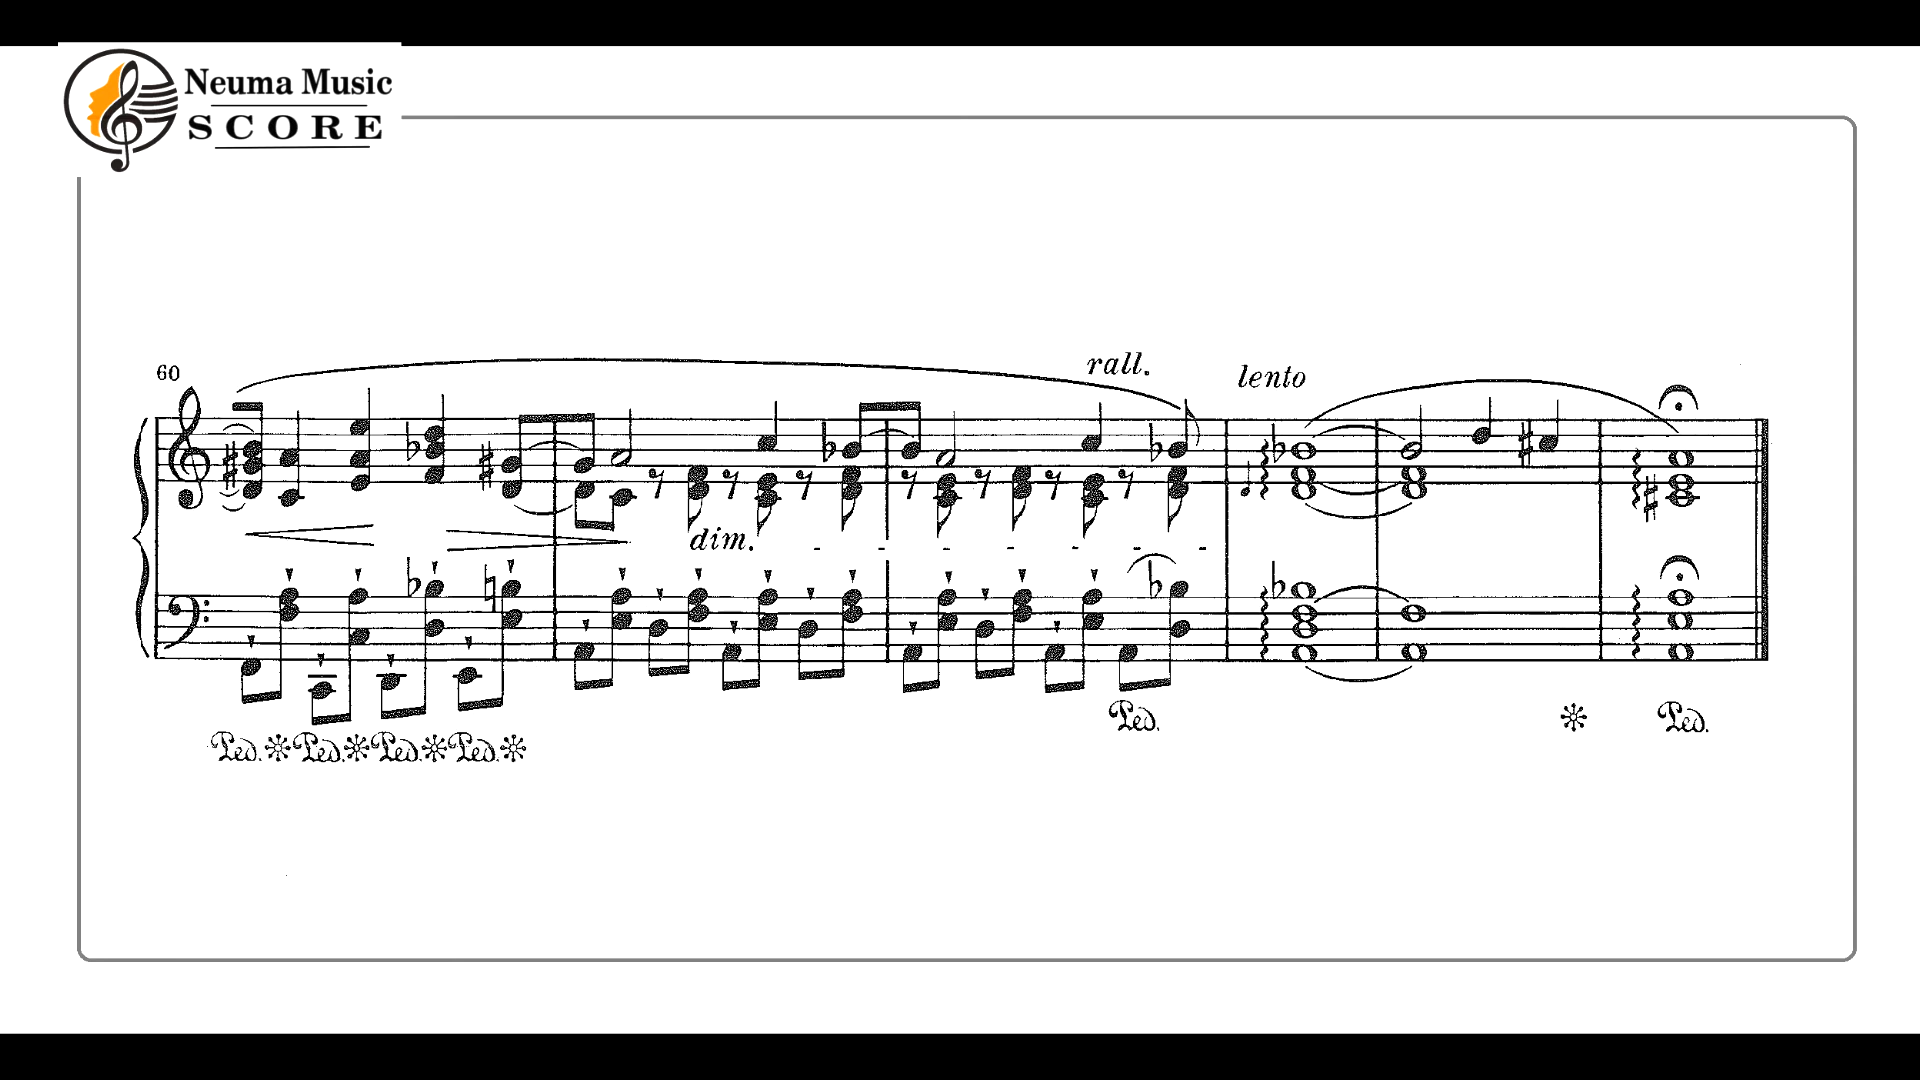 Neuma Music
SCORE
60
rall.
lento
dim.
Ped. Ped. Ped. Ped.
Ped.
Ped.